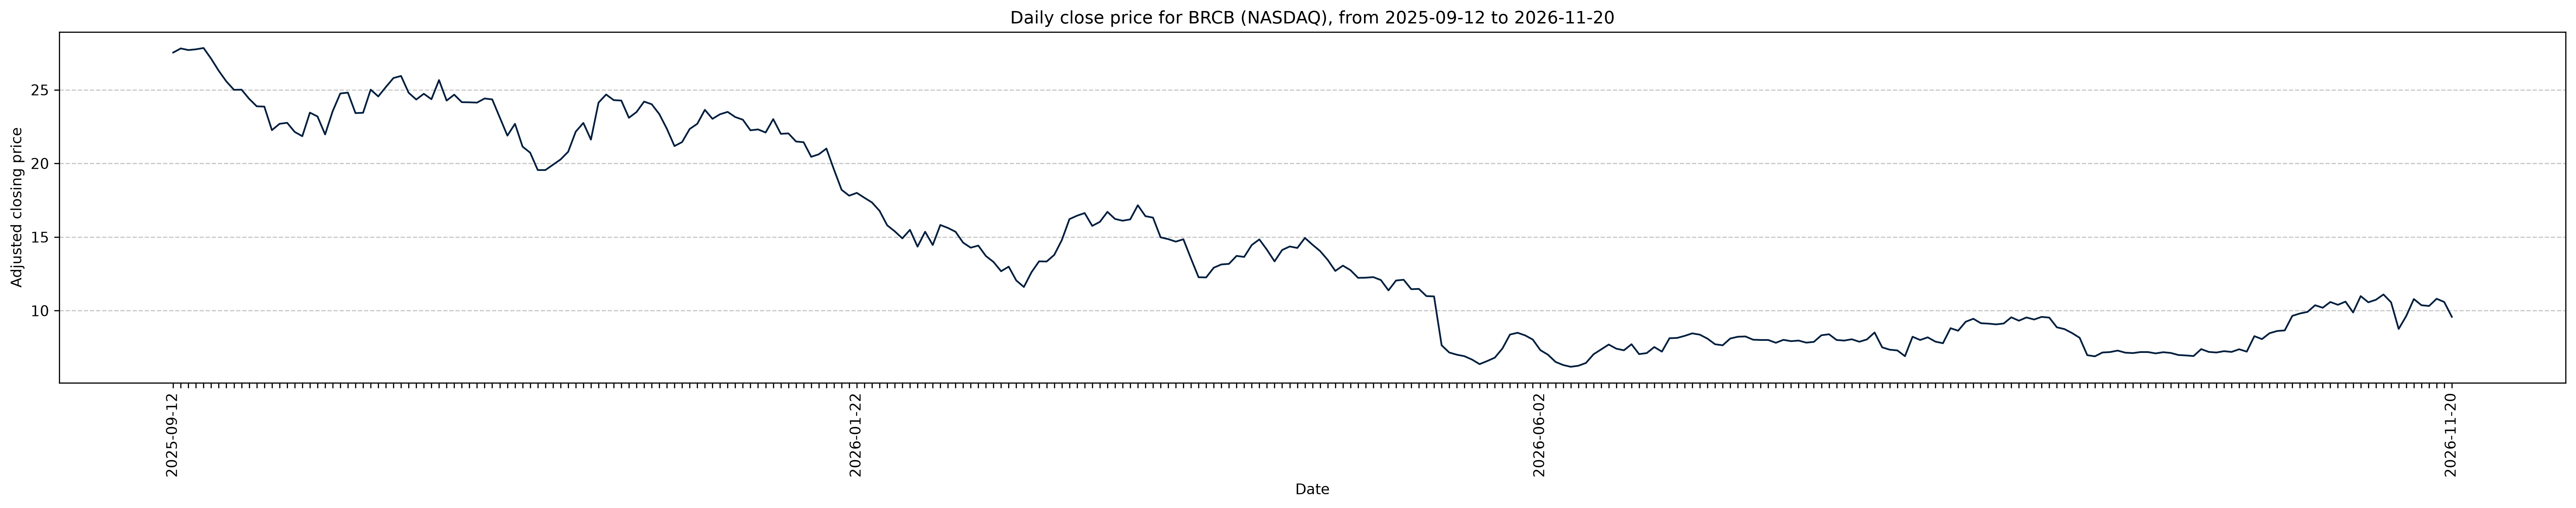 Daily close price for BRCB (NASDAQ), from 2025-09-12 to 2026-11-20
Adjusted closing price
25
20
15
10
2025-09-12
2026-01-22
2026-06-02
2026-11-20
Date